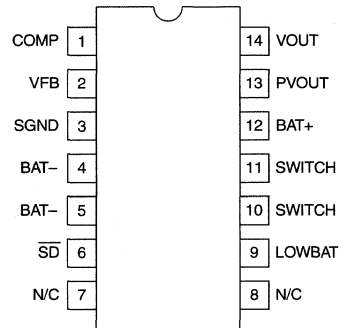 COMP 1 14 VOUT
VFB 2 13 PVOUT
SGND 3 12 BAT+
BAT– 4 11 SWITCH
BAT– 5 10 SWITCH
S̅D̅ 6 9 LOWBAT
N/C 7 8 N/C